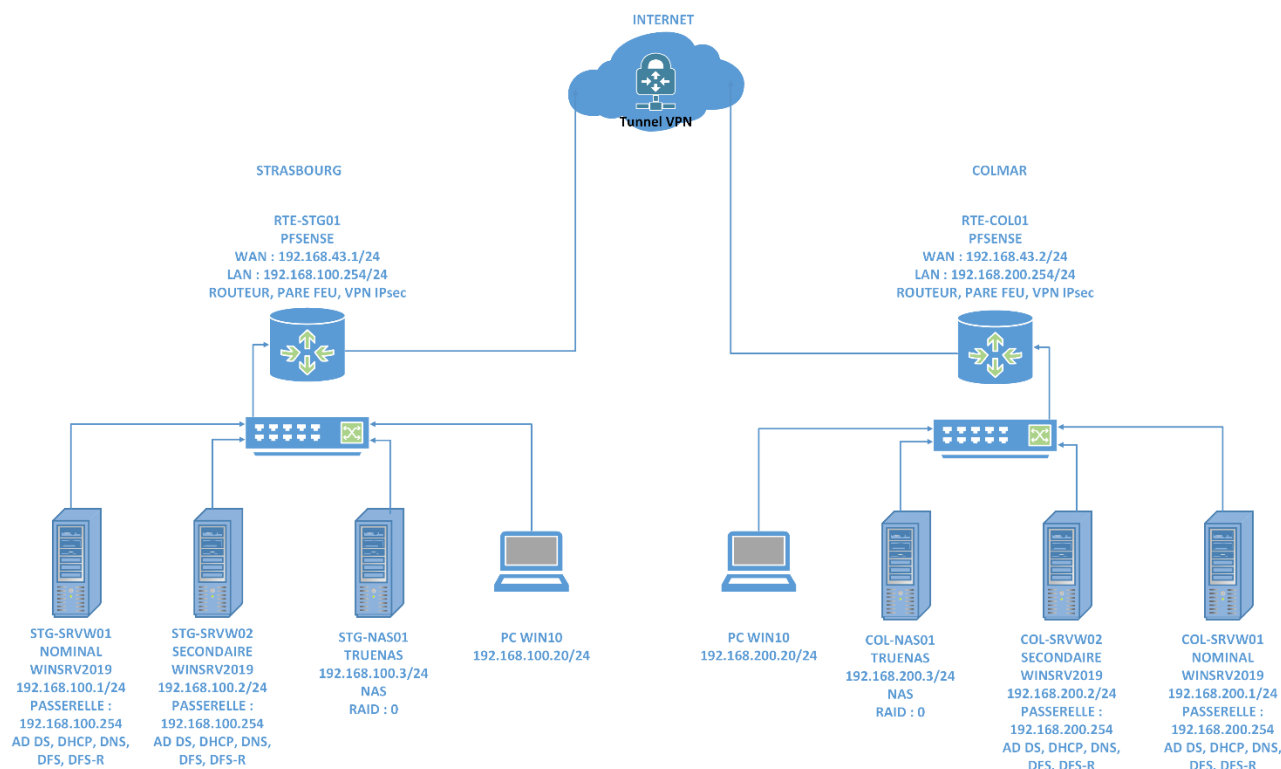 INTERNET
Tunnel VPN
STRASBOURG
COLMAR
RTE-STG01
PFSENSE
WAN : 192.168.43.1/24
LAN : 192.168.100.254/24
ROUTEUR, PARE FEU, VPN IPsec
RTE-COL01
PFSENSE
WAN : 192.168.43.2/24
LAN : 192.168.200.254/24
ROUTEUR, PARE FEU, VPN IPsec
STG-SRVW01
NOMINAL
WINSRV2019
192.168.100.1/24
PASSERELLE :
192.168.100.254
AD DS, DHCP, DNS,
DFS, DFS-R
STG-SRVW02
SECONDAIRE
WINSRV2019
192.168.100.2/24
PASSERELLE :
192.168.100.254
AD DS, DHCP, DNS,
DFS, DFS-R
STG-NAS01
TRUENAS
192.168.100.3/24
NAS
RAID : 0
PC WIN10
192.168.100.20/24
PC WIN10
192.168.200.20/24
COL-NAS01
TRUENAS
192.168.200.3/24
NAS
RAID : 0
COL-SRVW02
SECONDAIRE
WINSRV2019
192.168.200.2/24
PASSERELLE :
192.168.200.254
AD DS, DHCP, DNS,
DFS, DFS-R
COL-SRVW01
NOMINAL
WINSRV2019
192.168.200.1/24
PASSERELLE :
192.168.200.254
AD DS, DHCP, DNS,
DFS, DFS-R